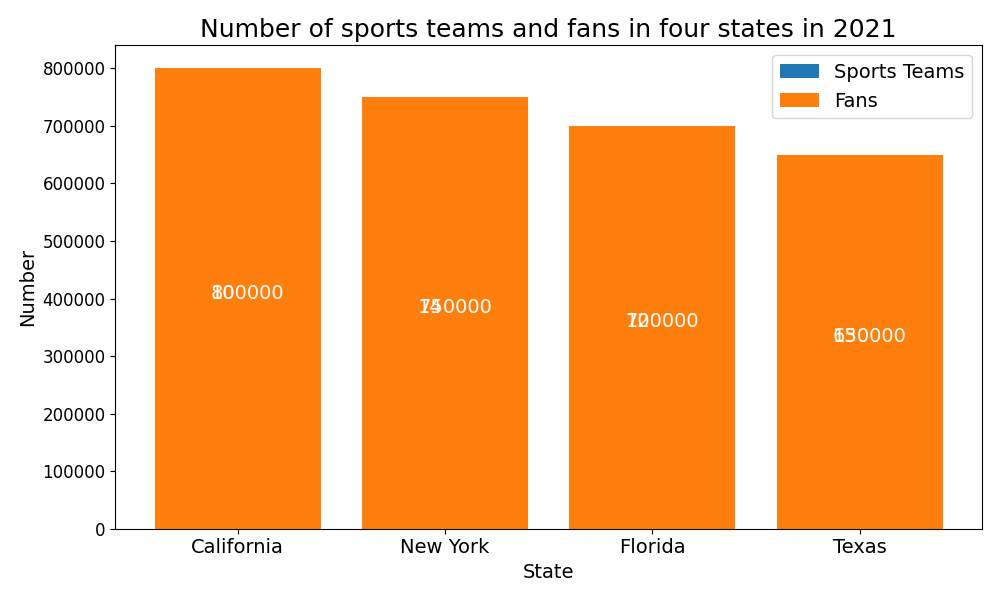 Number of sports teams and fans in four states in 2021
Sports Teams
Fans
800000
700000
600000
500000
400000
300000
200000
100000
0
Number
800000
750000
700000
650000
California
New York
Florida
Texas
State